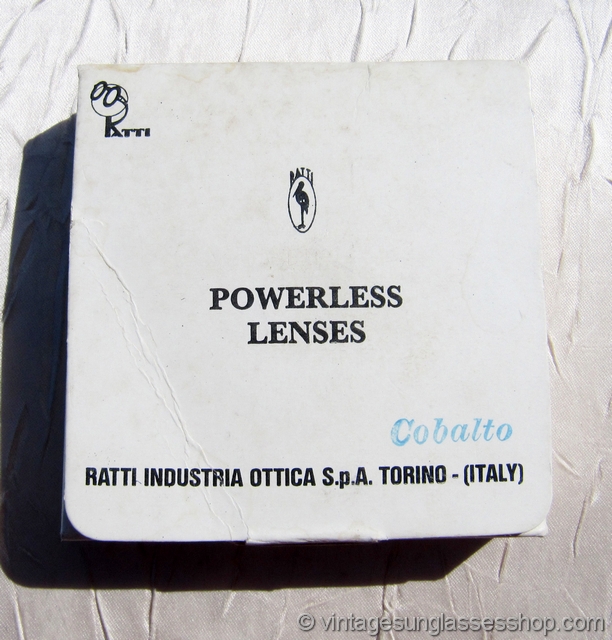 RATTI
RATTI
POWERLESS
LENSES
Cobalto
RATTI INDUSTRIA OTTICA S.p.A. TORINO - (ITALY)
© vintagesunglassesshop.com